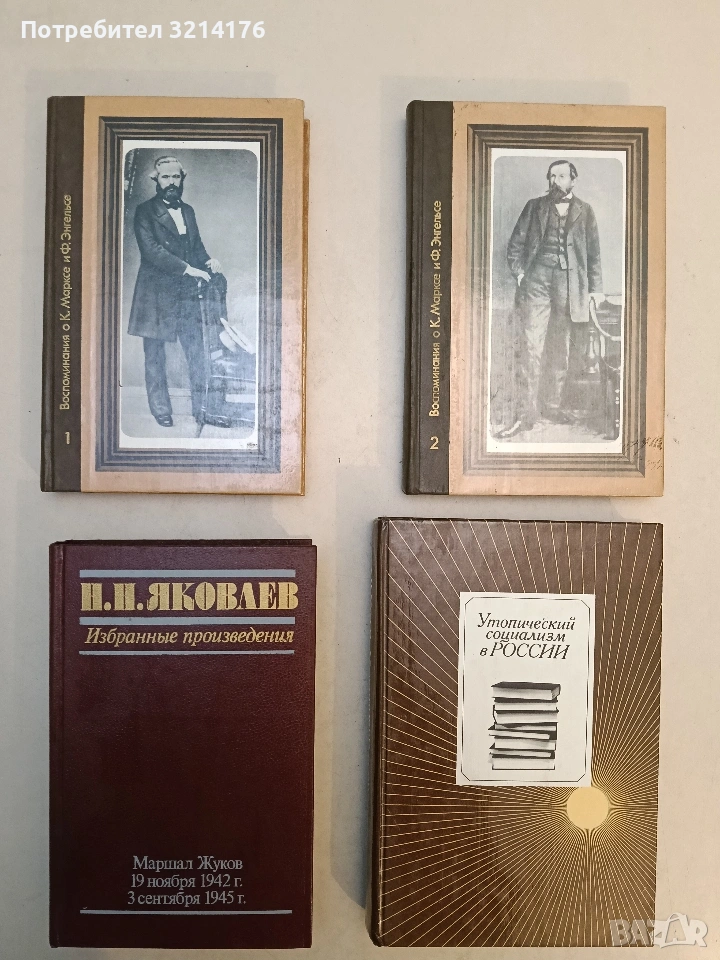 Потребител 3214176
Воспоминания о К. Марксе и Ф. Энгельсе
1
Воспоминания о К. Марксе и Ф. Энгельсе
2
Н.Н. ЯКОВЛЕВ
Избранные произведения
Маршал Жуков
19 ноября 1942 г.
3 сентября 1945 г.
Утопический
социализм
в РОССИИ
BAZAR